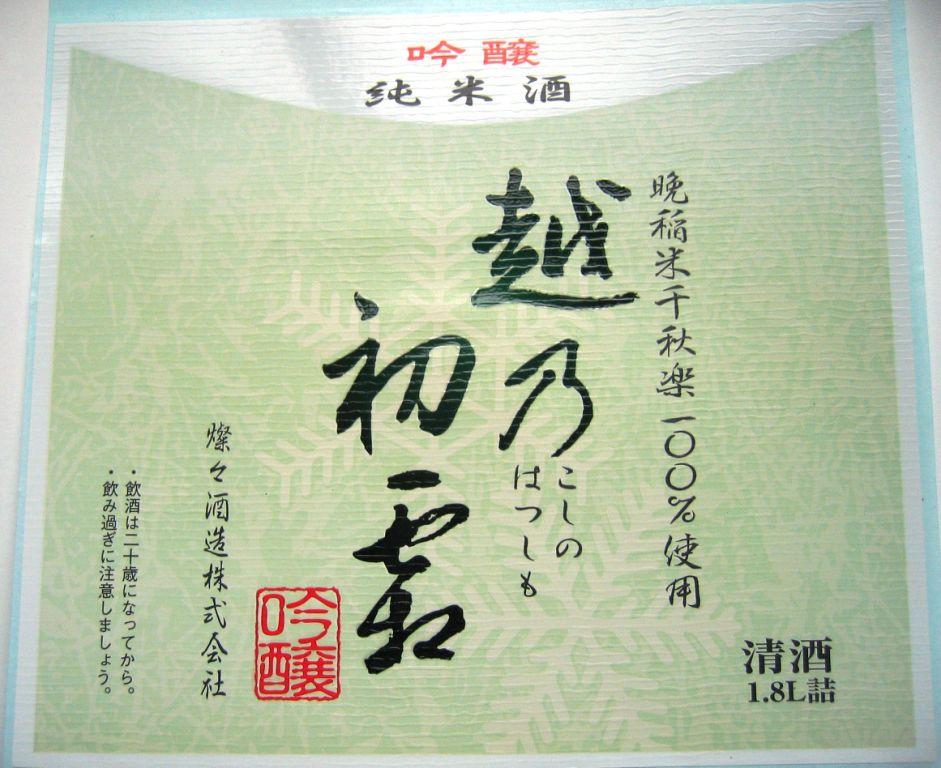 吟醸
純米酒
晩稲米千秋楽一〇〇％使用
越乃
こしの
はつしも
初霜
吟醸
燦々酒造株式会社
・飲酒は二十歳になってから。
・飲み過ぎに注意しましょう。
清酒
1.8L詰